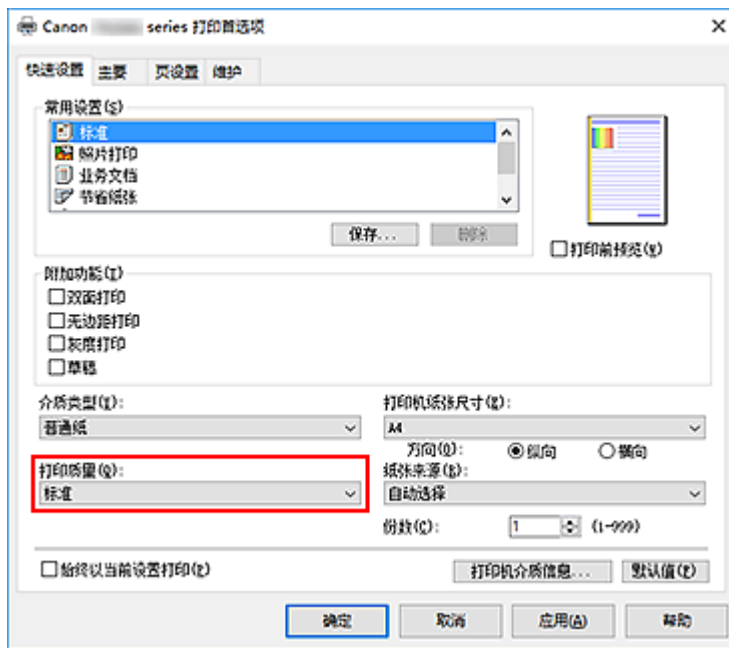 Canon series 打印首选项
快速设置 主要 页设置 维护
常用设置(S)
标准
照片打印
业务文档
节省纸张
保存... 删除
打印前预览(W)
附加功能(I)
双面打印
无边距打印
灰度打印
草稿
介质类型(Y): 打印机纸张尺寸(Z):
普通纸 A4
方向(O): 纵向 横向
打印质量(Q): 纸张来源(B):
标准 自动选择
份数(C): 1 (1-999)
始终以当前设置打印(P)
打印机介质信息... 默认值(F)
确定 取消 应用(A) 帮助